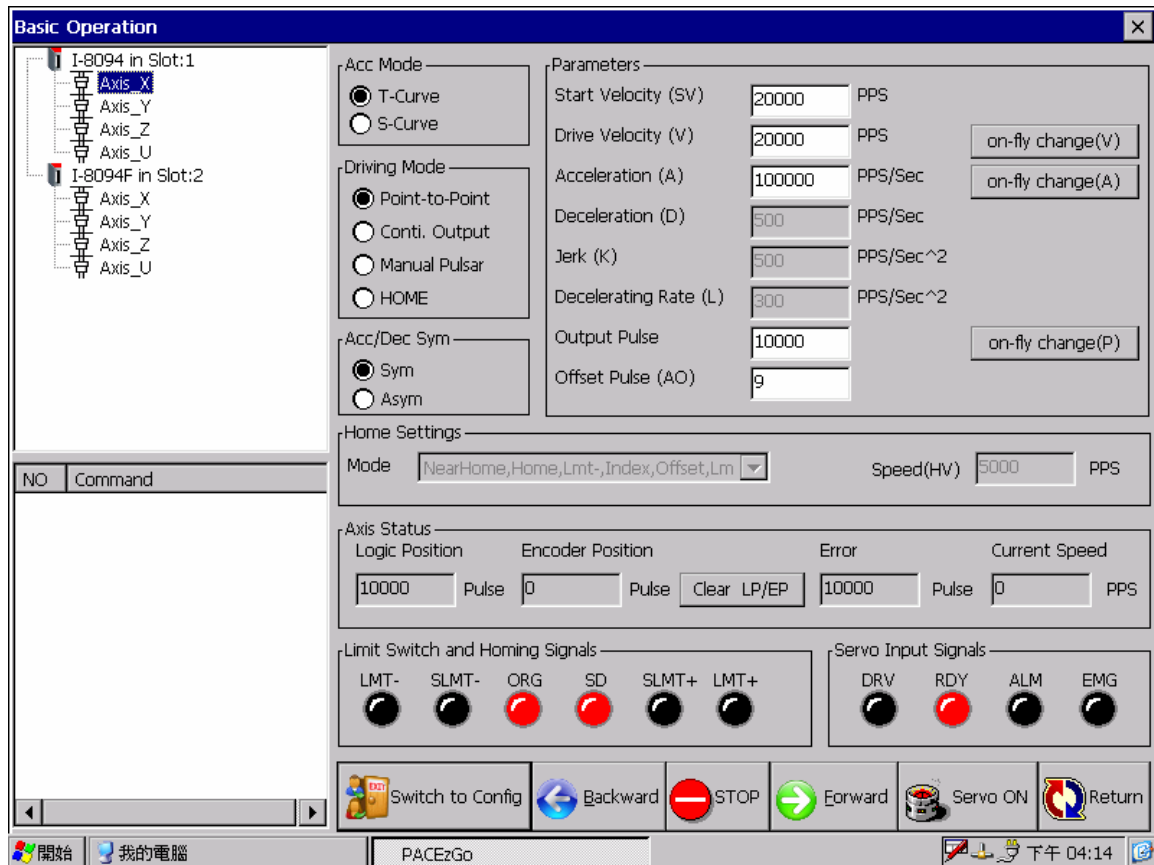 Basic Operation
I-8094 in Slot:1
Axis_X
Axis_Y
Axis_Z
Axis_U
I-8094F in Slot:2
Axis_X
Axis_Y
Axis_Z
Axis_U
NO Command
Acc Mode
T-Curve
S-Curve
Driving Mode
Point-to-Point
Conti. Output
Manual Pulsar
HOME
Acc/Dec Sym
Sym
Asym
Parameters
Start Velocity (SV) 20000 PPS
Drive Velocity (V) 20000 PPS on-fly change(V)
Acceleration (A) 100000 PPS/Sec on-fly change(A)
Deceleration (D) 500 PPS/Sec
Jerk (K) 500 PPS/Sec^2
Decelerating Rate (L) 300 PPS/Sec^2
Output Pulse 10000 on-fly change(P)
Offset Pulse (AO) 9
Home Settings
Mode NearHome,Home,Lmt-,Index,Offset,Lm Speed(HV) 5000 PPS
Axis Status
Logic Position Encoder Position Error Current Speed
10000 Pulse 0 Pulse Clear LP/EP 10000 Pulse 0 PPS
Limit Switch and Homing Signals
LMT- SLMT- ORG SD SLMT+ LMT+
Servo Input Signals
DRV RDY ALM EMG
EXIT Switch to Config Backward STOP Forward Servo ON Return
開始 我的電腦 PACEzGo 下午 04:14